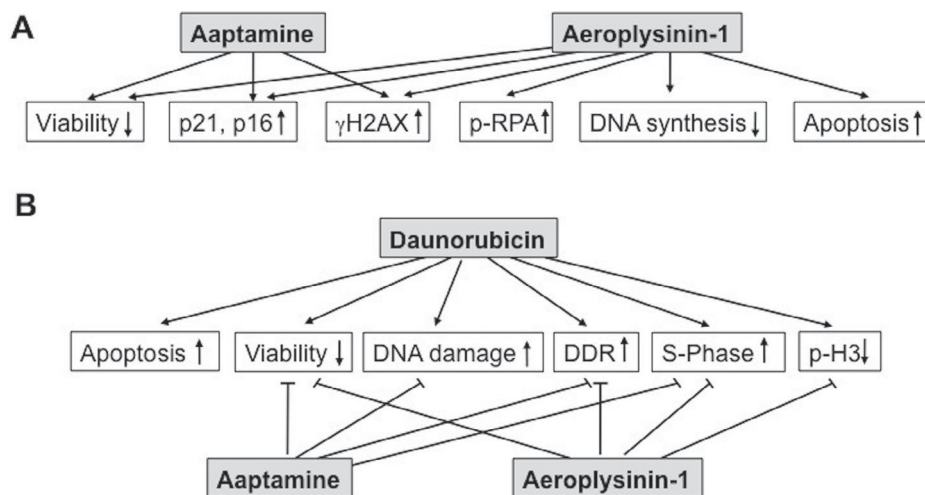 A
Aaptamine Aeroplysinin-1
Viability↓ p21, p16↑ γH2AX↑ p-RPA↑ DNA synthesis↓ Apoptosis↑
B
Daunorubicin
Apoptosis ↑ Viability↓ DNA damage↑ DDR↑ S-Phase↑ p-H3↓
Aaptamine Aeroplysinin-1